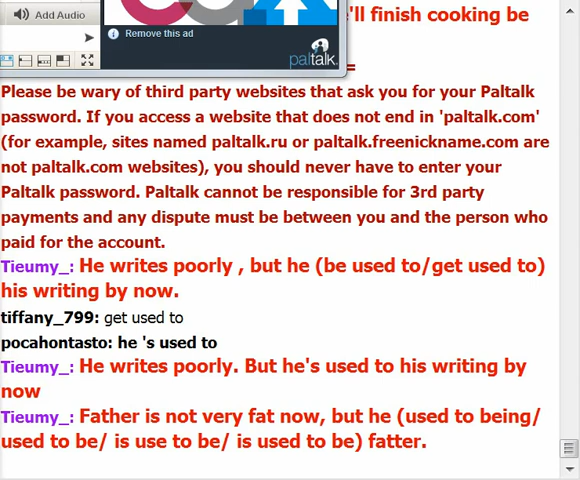 Add Audio
Remove this ad
paltalk
'll finish cooking be
Please be wary of third party websites that ask you for your Paltalk
password. If you access a website that does not end in 'paltalk.com'
(for example, sites named paltalk.ru or paltalk.freenickname.com are
not paltalk.com websites), you should never have to enter your
Paltalk password. Paltalk cannot be responsible for 3rd party
payments and any dispute must be between you and the person who
paid for the account.
Tieumy_: He writes poorly , but he (be used to/get used to)
his writing by now.
tiffany_799: get used to
pocahontasto: he 's used to
Tieumy_: He writes poorly. But he's used to his writing by
now
Tieumy_: Father is not very fat now, but he (used to being/
used to be/ is use to be/ is used to be) fatter.